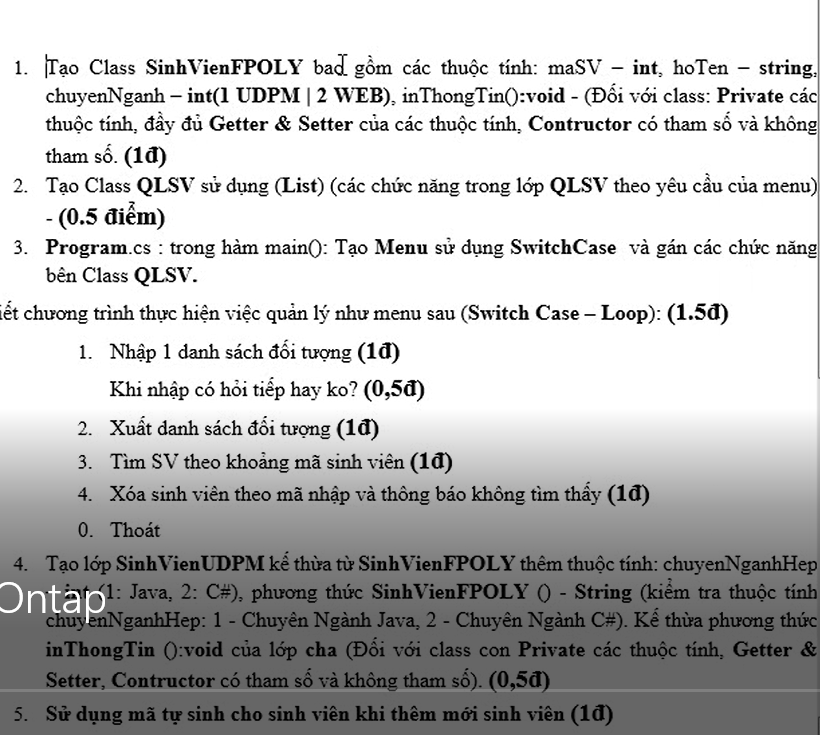 1. Tạo Class SinhVienFPOLY bao gồm các thuộc tính: maSV – int, hoTen – string,
chuyenNganh – int(1 UDPM | 2 WEB), inThongTin():void - (Đối với class: Private các
thuộc tính, đầy đủ Getter & Setter của các thuộc tính, Contructor có tham số và không
tham số. (1đ)
2. Tạo Class QLSV sử dụng (List) (các chức năng trong lớp QLSV theo yêu cầu của menu)
- (0.5 điểm)
3. Program.cs : trong hàm main(): Tạo Menu sử dụng SwitchCase và gán các chức năng
bên Class QLSV.
iết chương trình thực hiện việc quản lý như menu sau (Switch Case – Loop): (1.5đ)
1. Nhập 1 danh sách đối tượng (1đ)
Khi nhập có hỏi tiếp hay ko? (0,5đ)
2. Xuất danh sách đối tượng (1đ)
3. Tìm SV theo khoảng mã sinh viên (1đ)
4. Xóa sinh viên theo mã nhập và thông báo không tìm thấy (1đ)
0. Thoát
4. Tạo lớp SinhVienUDPM kế thừa từ SinhVienFPOLY thêm thuộc tính: chuyenNganhHep
int (1: Java, 2: C#), phương thức SinhVienFPOLY () - String (kiểm tra thuộc tính
Ontap
chuyenNganhHep: 1 - Chuyên Ngành Java, 2 - Chuyên Ngành C#). Kế thừa phương thức
inThongTin ():void của lớp cha (Đối với class con Private các thuộc tính, Getter &
Setter, Contructor có tham số và không tham số). (0,5đ)
5. Sử dụng mã tự sinh cho sinh viên khi thêm mới sinh viên (1đ)